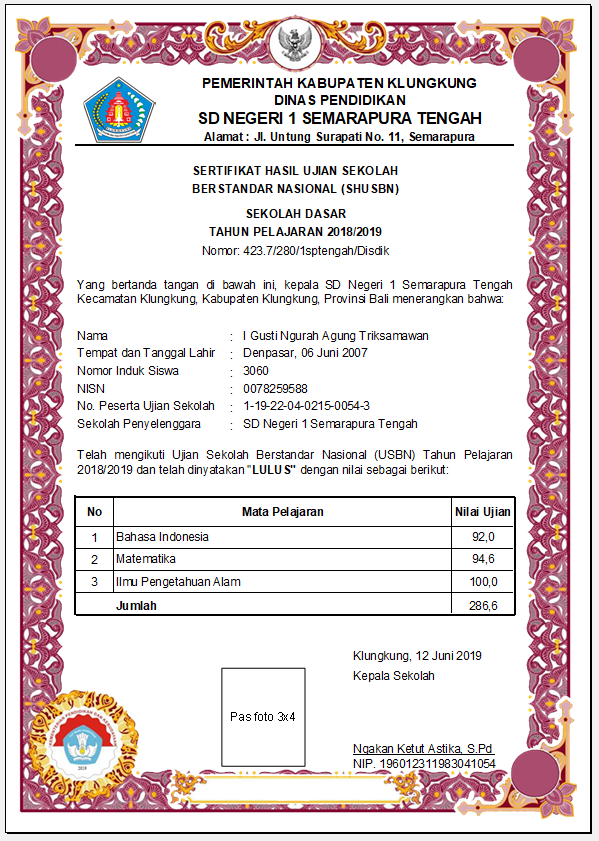 PEMERINTAH KABUPATEN KLUNGKUNG
DINAS PENDIDIKAN
SD NEGERI 1 SEMARAPURA TENGAH
Alamat : Jl. Untung Surapati No. 11, Semarapura
SERTIFIKAT HASIL UJIAN SEKOLAH
BERSTANDAR NASIONAL (SHUSBN)
SEKOLAH DASAR
TAHUN PELAJARAN 2018/2019
Nomor: 423.7/280/1sptengah/Disdik
Yang bertanda tangan di bawah ini, kepala SD Negeri 1 Semarapura Tengah
Kecamatan Klungkung, Kabupaten Klungkung, Provinsi Bali menerangkan bahwa:
Nama : I Gusti Ngurah Agung Triksamawan
Tempat dan Tanggal Lahir : Denpasar, 06 Juni 2007
Nomor Induk Siswa : 3060
NISN : 0078259588
No. Peserta Ujian Sekolah : 1-19-22-04-0215-0054-3
Sekolah Penyelenggara : SD Negeri 1 Semarapura Tengah
Telah mengikuti Ujian Sekolah Berstandar Nasional (USBN) Tahun Pelajaran
2018/2019 dan telah dinyatakan "LULUS" dengan nilai sebagai berikut:
No Mata Pelajaran Nilai Ujian
1 Bahasa Indonesia 92,0
2 Matematika 94,6
3 Ilmu Pengetahuan Alam 100,0
Jumlah 286,6
Klungkung, 12 Juni 2019
Kepala Sekolah
Pas foto 3x4
Ngakan Ketut Astika, S.Pd
NIP. 196012311983041054
2019